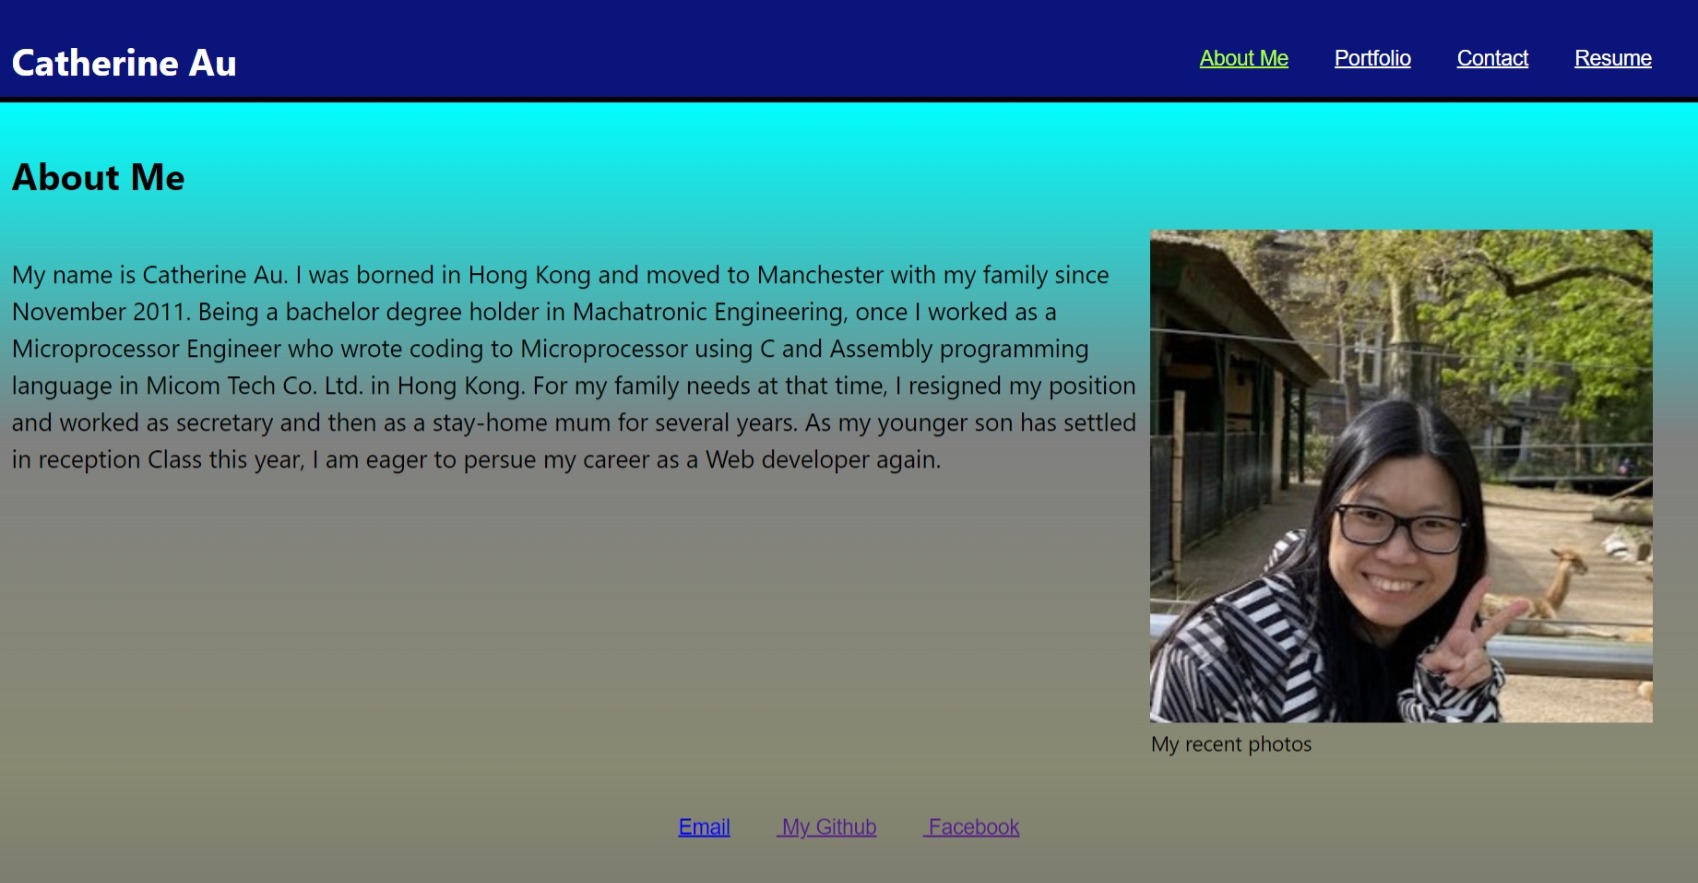 Catherine Au
About Me Portfolio Contact Resume
About Me
My name is Catherine Au. I was borned in Hong Kong and moved to Manchester with my family since
November 2011. Being a bachelor degree holder in Machatronic Engineering, once I worked as a
Microprocessor Engineer who wrote coding to Microprocessor using C and Assembly programming
language in Micom Tech Co. Ltd. in Hong Kong. For my family needs at that time, I resigned my position
and worked as secretary and then as a stay-home mum for several years. As my younger son has settled
in reception Class this year, I am eager to persue my career as a Web developer again.
My recent photos
Email My Github Facebook